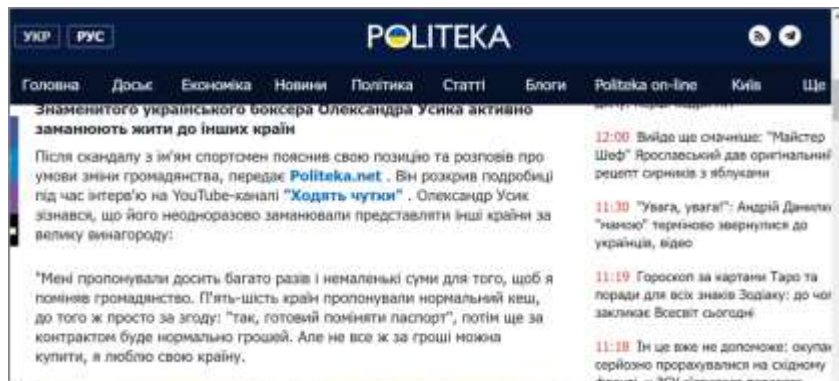 УКР РУС
POLITEKA
Головна Досьє Економіка Новини Політика Статті Блоги Politeka on-line Київ Ще
Знаменитого українського боксера Олександра Усика активно
заманюють жити до інших країн
Після скандалу з ім'ям спортсмен пояснив свою позицію та розповів про
умови зміни громадянства, передає Politeka.net . Він розкрив подробиці
під час інтерв'ю на YouTube-каналі "Ходять чутки" . Олександр Усик
зізнався, що його неодноразово заманювали представляти інші країни за
велику винагороду:
"Мені пропонували досить багато разів і немаленькі суми для того, щоб я
поміняв громадянство. П'ять-шість країн пропонували нормальний кеш,
до того ж просто за згоду: "так, готовий поміняти паспорт", потім ще за
контрактом буде нормально грошей. Але не все ж за гроші можна
купити, я люблю свою країну.
12:00 Вийде ще смачніше: "Майстер
Шеф" Ярославський дав оригінальний
рецепт сирників з яблуками
11:30 "Увага, увага!": Андрій Данилко
"мамою" терміново звернулися до
українців, відео
11:19 Гороскоп за картами Таро та
поради для всіх знаків Зодіаку: до чог
закликає Всесвіт сьогодні
11:18 Їм це вже не допоможе: окупан
серйозно прорахувалися на східному